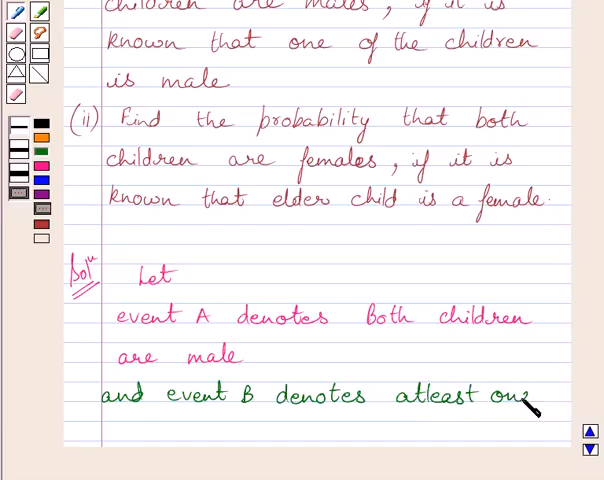 children are males, if it is
known that one of the children
is male
(ii) Find the probability that both
children are females, if it is
known that elder child is a female.
Solⁿ Let
event A denotes Both children
are male
and event B denotes atleast one